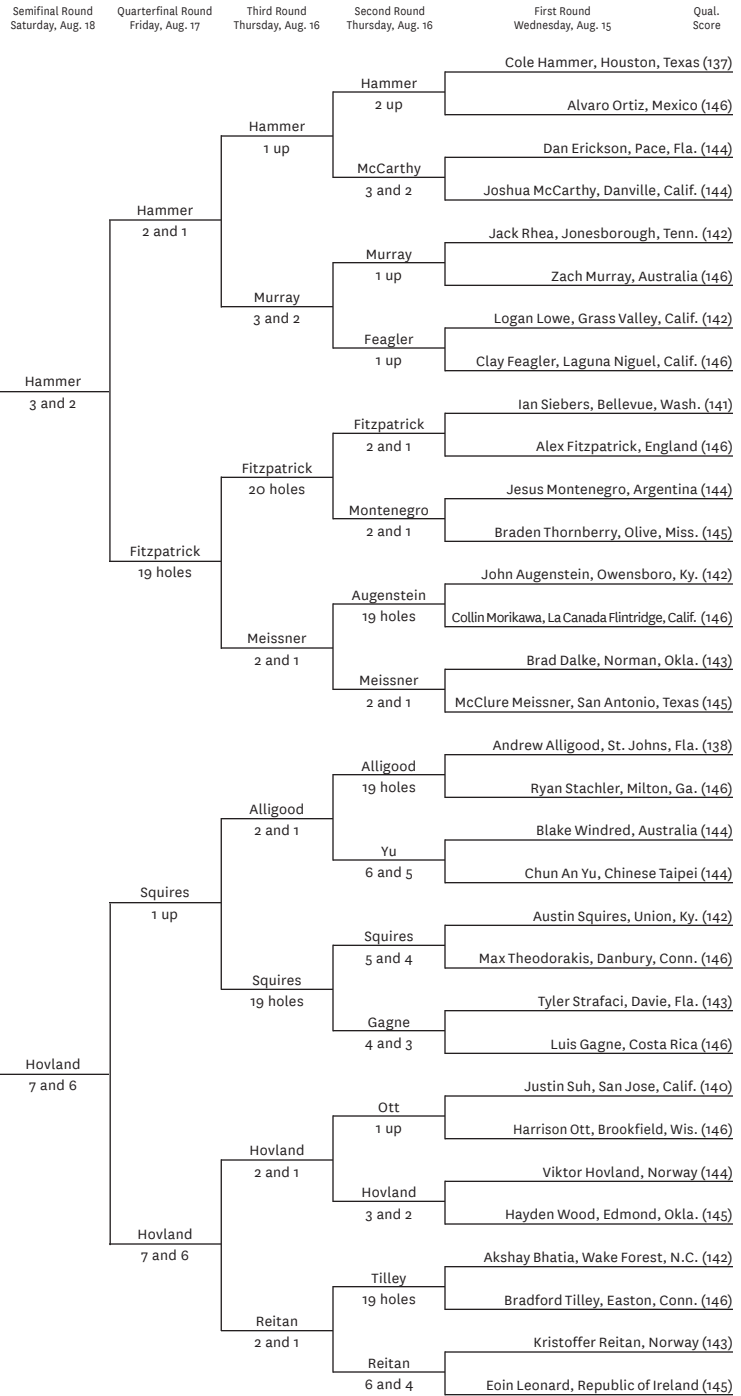 Semifinal Round
Saturday, Aug. 18
Quarterfinal Round
Friday, Aug. 17
Third Round
Thursday, Aug. 16
Second Round
Thursday, Aug. 16
First Round
Wednesday, Aug. 15
Qual.
Score
Cole Hammer, Houston, Texas (137)
Hammer
2 up
Alvaro Ortiz, Mexico (146)
Hammer
1 up
Dan Erickson, Pace, Fla. (144)
McCarthy
3 and 2
Joshua McCarthy, Danville, Calif. (144)
Hammer
2 and 1
Jack Rhea, Jonesborough, Tenn. (142)
Murray
1 up
Zach Murray, Australia (146)
Murray
3 and 2
Logan Lowe, Grass Valley, Calif. (142)
Feagler
1 up
Clay Feagler, Laguna Niguel, Calif. (146)
Hammer
3 and 2
Ian Siebers, Bellevue, Wash. (141)
Fitzpatrick
2 and 1
Alex Fitzpatrick, England (146)
Fitzpatrick
20 holes
Jesus Montenegro, Argentina (144)
Montenegro
2 and 1
Braden Thornberry, Olive, Miss. (145)
Fitzpatrick
19 holes
John Augenstein, Owensboro, Ky. (142)
Augenstein
19 holes
Collin Morikawa, La Canada Flintridge, Calif. (146)
Meissner
2 and 1
Brad Dalke, Norman, Okla. (143)
Meissner
2 and 1
McClure Meissner, San Antonio, Texas (145)
Andrew Alligood, St. Johns, Fla. (138)
Alligood
19 holes
Ryan Stachler, Milton, Ga. (146)
Alligood
2 and 1
Blake Windred, Australia (144)
Yu
6 and 5
Chun An Yu, Chinese Taipei (144)
Squires
1 up
Austin Squires, Union, Ky. (142)
Squires
5 and 4
Max Theodorakis, Danbury, Conn. (146)
Squires
19 holes
Tyler Strafaci, Davie, Fla. (143)
Gagne
4 and 3
Luis Gagne, Costa Rica (146)
Hovland
7 and 6
Justin Suh, San Jose, Calif. (140)
Ott
1 up
Harrison Ott, Brookfield, Wis. (146)
Hovland
2 and 1
Viktor Hovland, Norway (144)
Hovland
3 and 2
Hayden Wood, Edmond, Okla. (145)
Hovland
7 and 6
Akshay Bhatia, Wake Forest, N.C. (142)
Tilley
19 holes
Bradford Tilley, Easton, Conn. (146)
Reitan
2 and 1
Kristoffer Reitan, Norway (143)
Reitan
6 and 4
Eoin Leonard, Republic of Ireland (145)